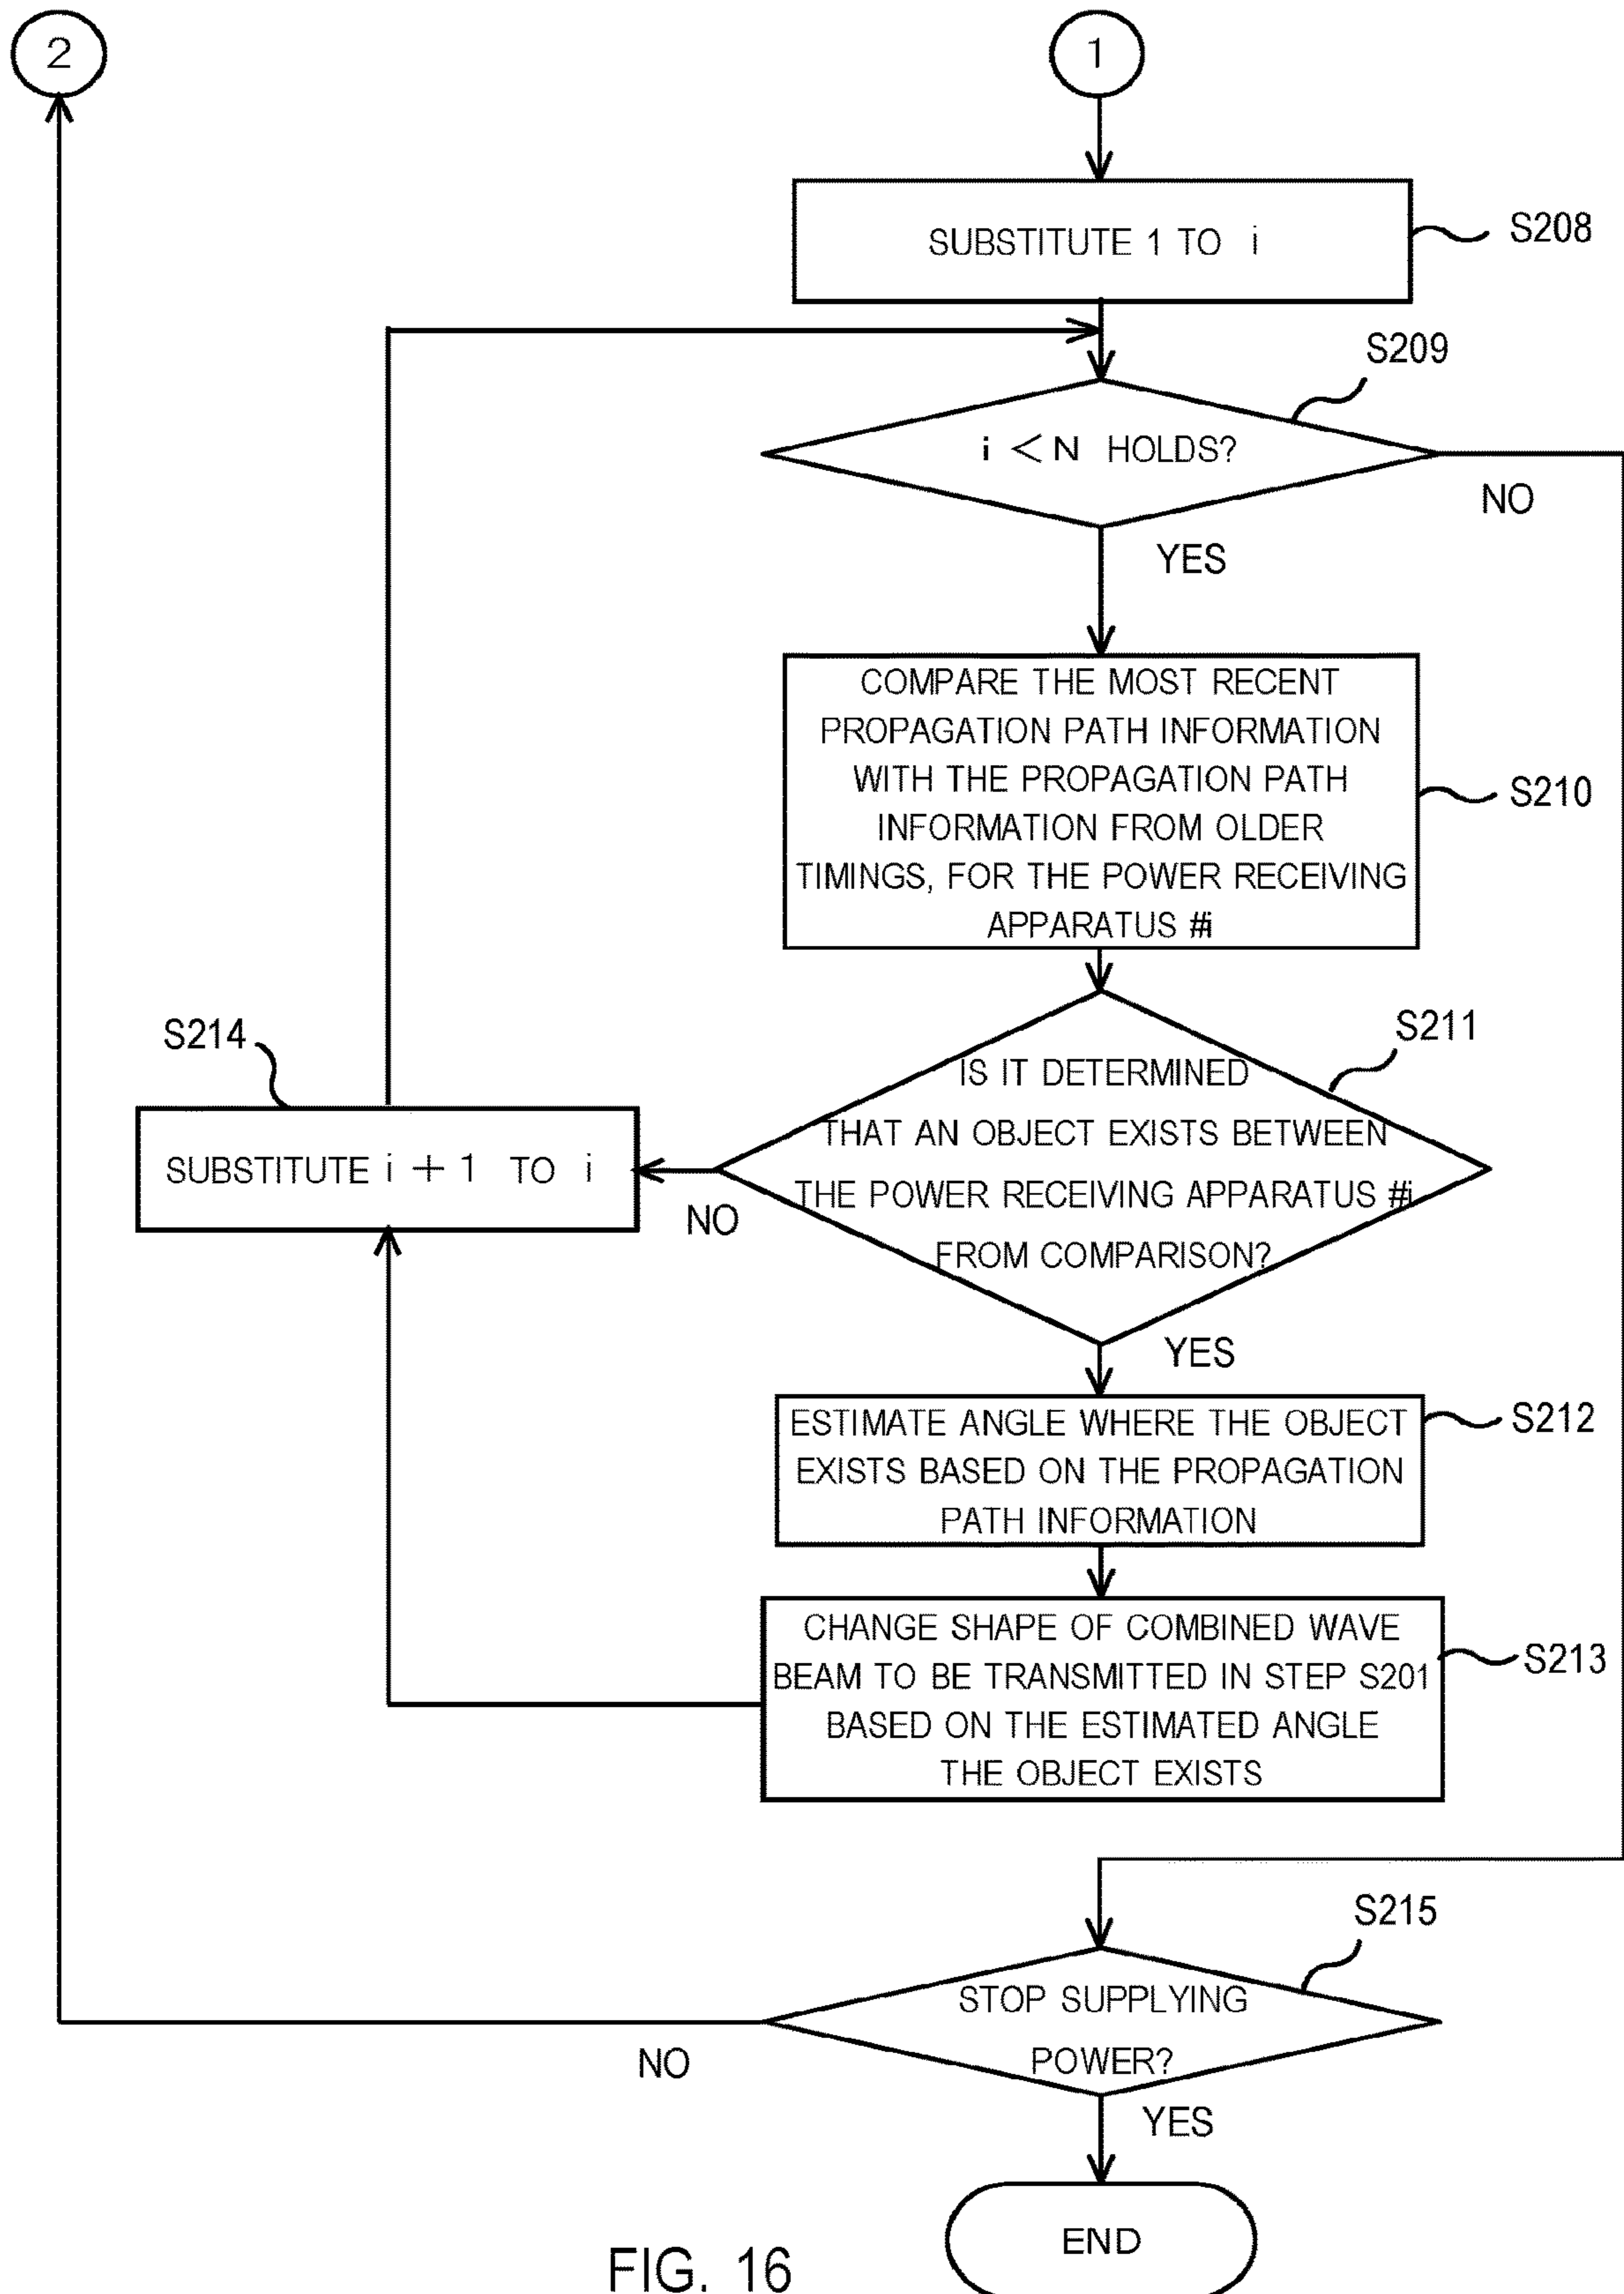 2
1
SUBSTITUTE 1 TO i
S208
S209
i < N HOLDS?
NO
YES
COMPARE THE MOST RECENT
PROPAGATION PATH INFORMATION
WITH THE PROPAGATION PATH
INFORMATION FROM OLDER
TIMINGS, FOR THE POWER RECEIVING
APPARATUS #i
S210
S211
IS IT DETERMINED
THAT AN OBJECT EXISTS BETWEEN
THE POWER RECEIVING APPARATUS #i
FROM COMPARISON?
S214
SUBSTITUTE i + 1 TO i
NO
YES
ESTIMATE ANGLE WHERE THE OBJECT
EXISTS BASED ON THE PROPAGATION
PATH INFORMATION
S212
CHANGE SHAPE OF COMBINED WAVE
BEAM TO BE TRANSMITTED IN STEP S201
BASED ON THE ESTIMATED ANGLE
THE OBJECT EXISTS
S213
S215
STOP SUPPLYING
POWER?
NO
YES
END
FIG. 16